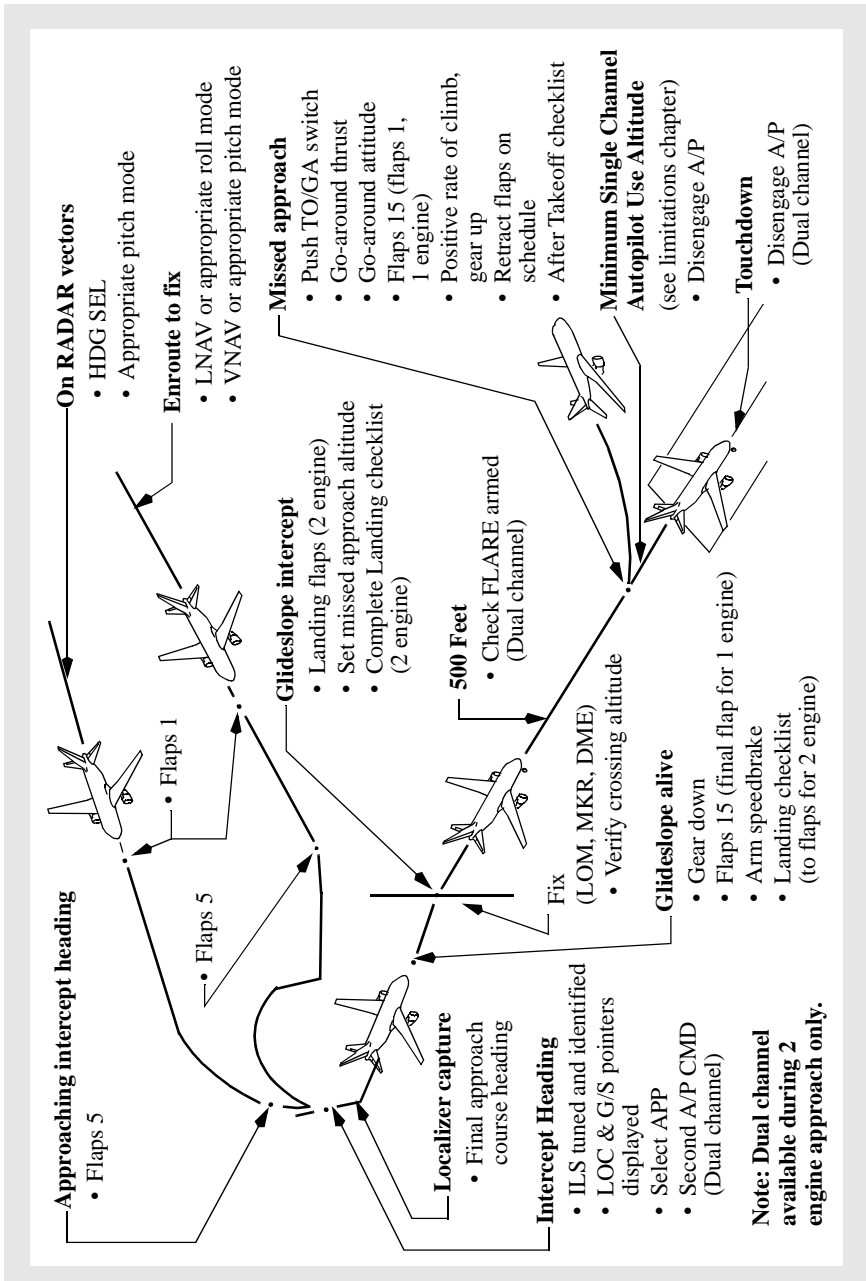 On RADAR vectors
• HDG SEL
• Appropriate pitch mode
Enroute to fix
• LNAV or appropriate roll mode
• VNAV or appropriate pitch mode
Approaching intercept heading
• Flaps 5
• Flaps 1
• Flaps 5
Localizer capture
• Final approach
course heading
Intercept Heading
• ILS tuned and identified
• LOC & G/S pointers
displayed
• Select APP
• Second A/P CMD
(Dual channel)
Glideslope intercept
• Landing flaps (2 engine)
• Set missed approach altitude
• Complete Landing checklist
(2 engine)
Fix
(LOM, MKR, DME)
• Verify crossing altitude
Glideslope alive
• Gear down
• Flaps 15 (final flap for 1 engine)
• Arm speedbrake
• Landing checklist
(to flaps for 2 engine)
500 Feet
• Check FLARE armed
(Dual channel)
Missed approach
• Push TO/GA switch
• Go-around thrust
• Go-around attitude
• Flaps 15 (flaps 1,
1 engine)
• Positive rate of climb,
gear up
• Retract flaps on
schedule
• After Takeoff checklist
Minimum Single Channel
Autopilot Use Altitude
(see limitations chapter)
• Disengage A/P
Touchdown
• Disengage A/P
(Dual channel)
Note: Dual channel
available during 2
engine approach only.